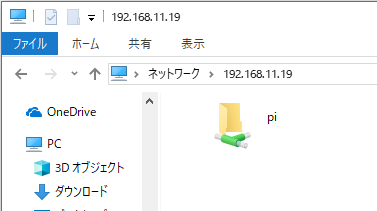 192.168.11.19
ファイル ホーム 共有 表示
ネットワーク 192.168.11.19
OneDrive
pi
PC
3D オブジェクト
ダウンロード